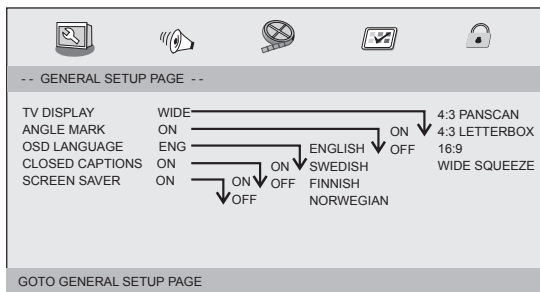 - - GENERAL SETUP PAGE - -
TV DISPLAY WIDE 4:3 PANSCAN
ANGLE MARK ON ON 4:3 LETTERBOX
OSD LANGUAGE ENG ENGLISH OFF 16:9
CLOSED CAPTIONS ON ON SWEDISH WIDE SQUEEZE
SCREEN SAVER ON ON OFF FINNISH
OFF NORWEGIAN
GOTO GENERAL SETUP PAGE